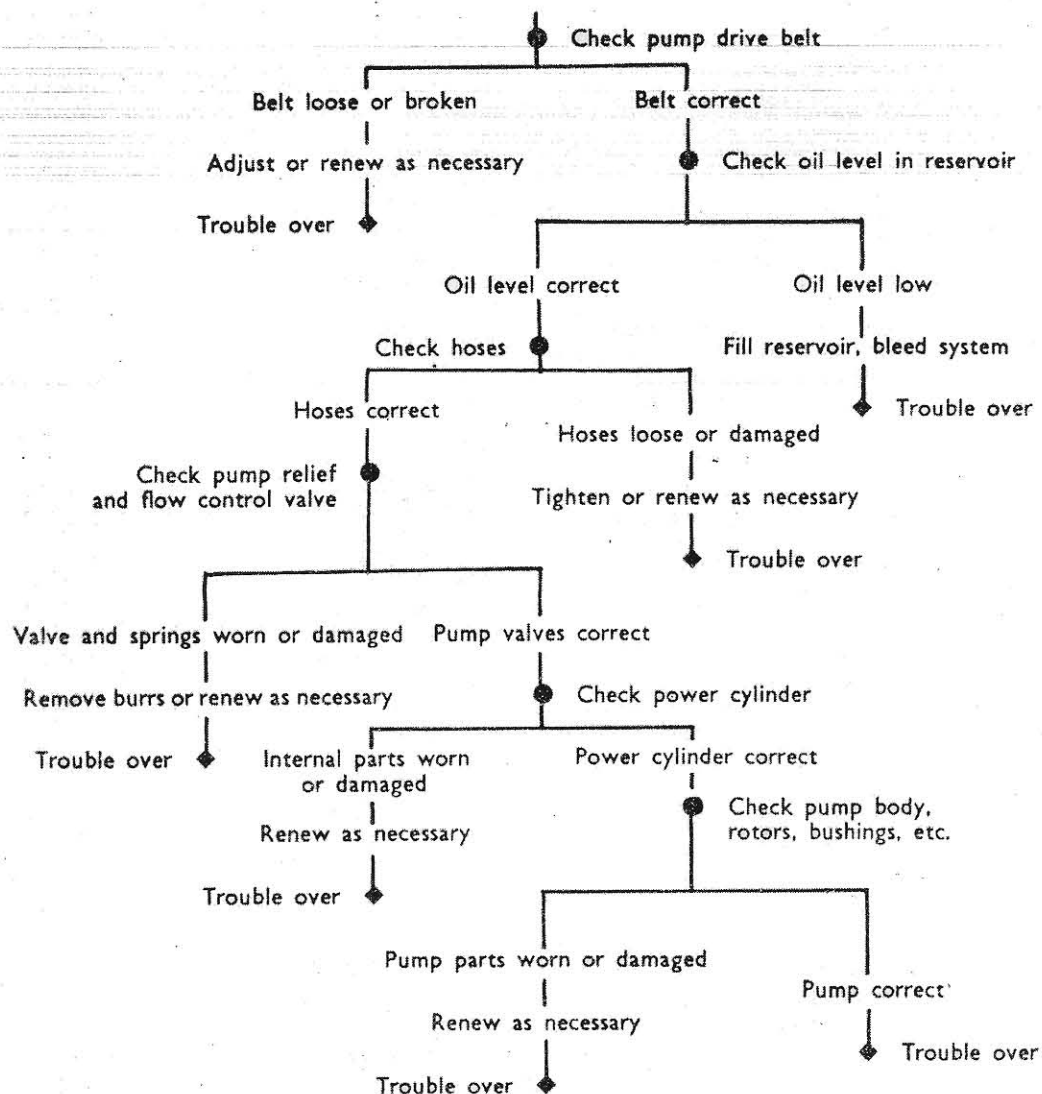 Check pump drive belt
Belt loose or broken
Belt correct
Adjust or renew as necessary
Check oil level in reservoir
Trouble over
Oil level correct
Oil level low
Check hoses
Fill reservoir, bleed system
Hoses correct
Trouble over
Hoses loose or damaged
Check pump relief
and flow control valve
Tighten or renew as necessary
Trouble over
Valve and springs worn or damaged
Pump valves correct
Remove burrs or renew as necessary
Check power cylinder
Trouble over
Internal parts worn
or damaged
Power cylinder correct
Renew as necessary
Check pump body,
rotors, bushings, etc.
Trouble over
Pump parts worn or damaged
Pump correct
Renew as necessary
Trouble over
Trouble over